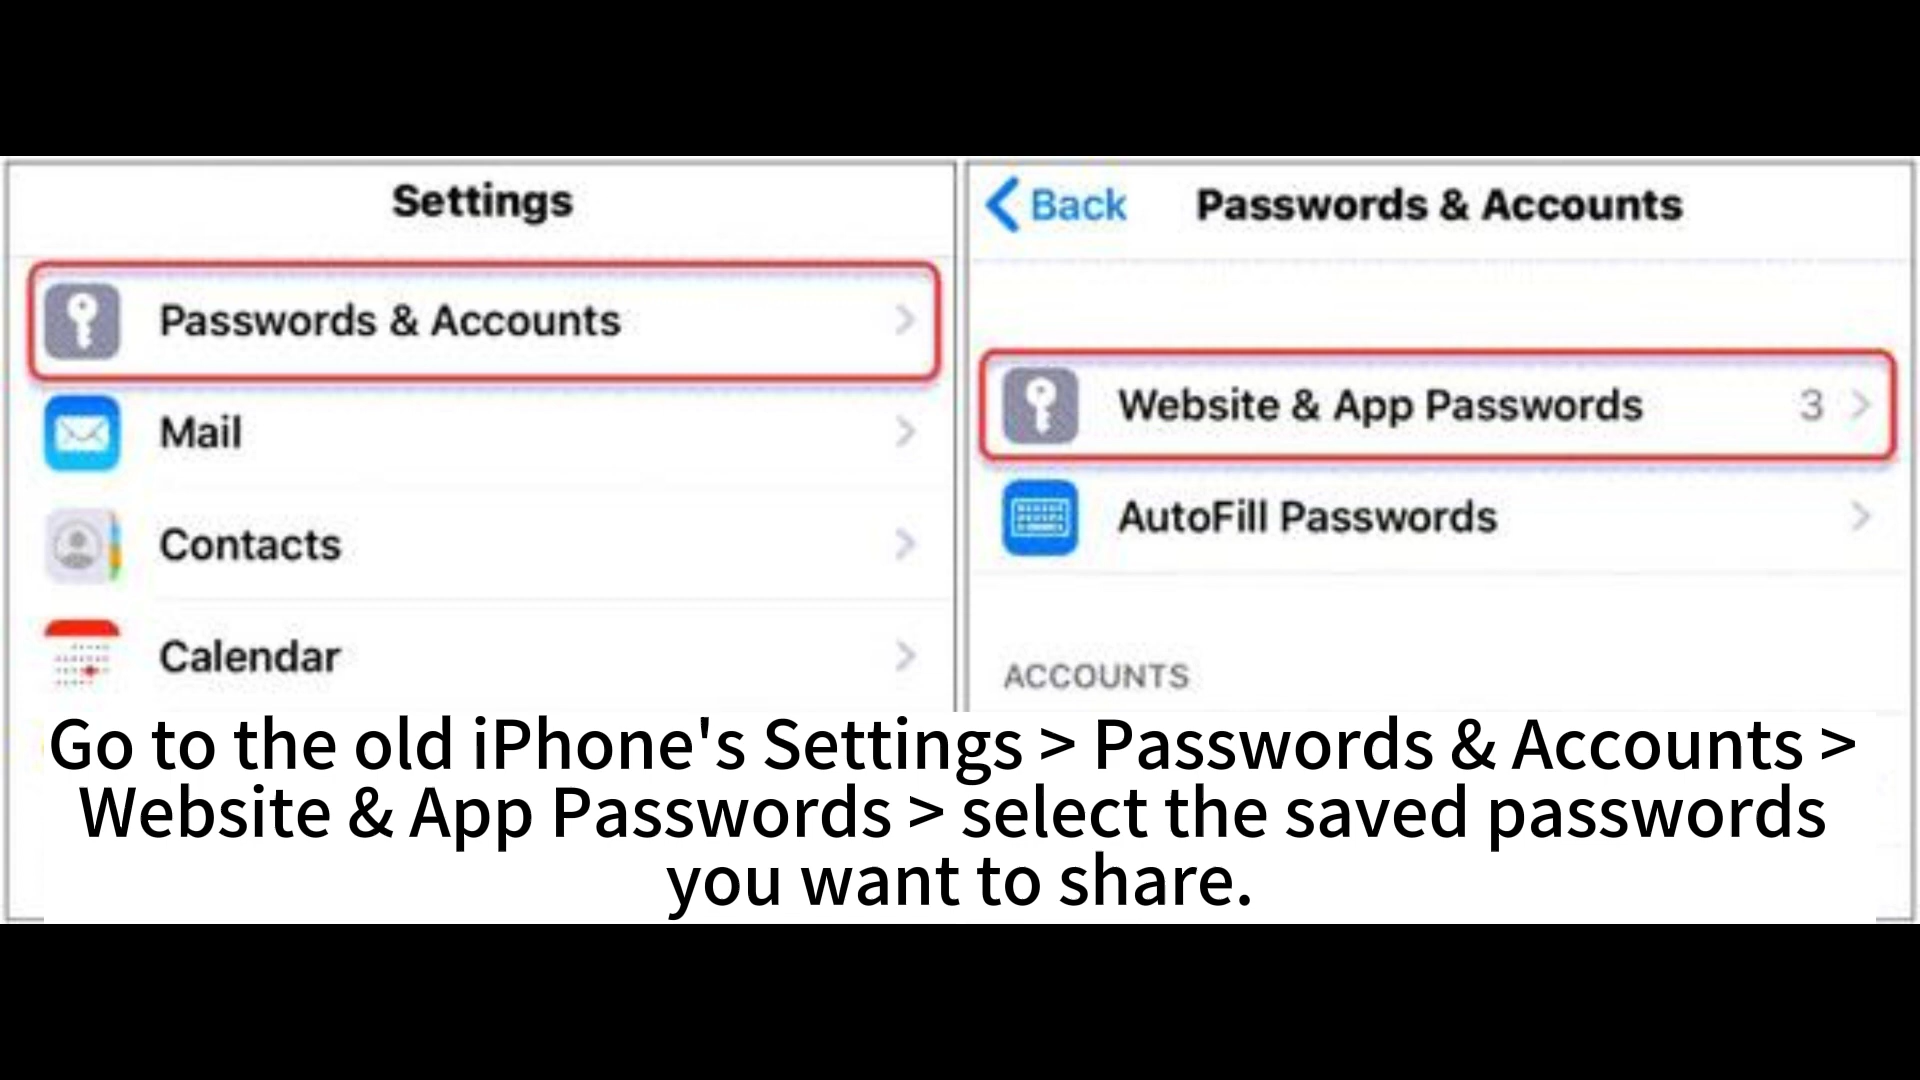 Settings
Passwords & Accounts
Mail
Contacts
Calendar
Back Passwords & Accounts
Website & App Passwords 3
AutoFill Passwords
ACCOUNTS
Go to the old iPhone's Settings > Passwords & Accounts >
Website & App Passwords > select the saved passwords
you want to share.